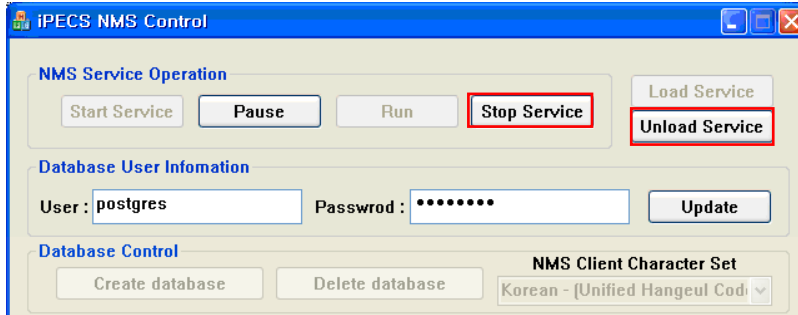 iPECS NMS Control
NMS Service Operation
Start Service Pause Run Stop Service
Load Service
Unload Service
Database User Infomation
User : postgres Passwrod : •••••••• Update
Database Control
Create database Delete database
NMS Client Character Set
Korean - (Unified Hangeul Code